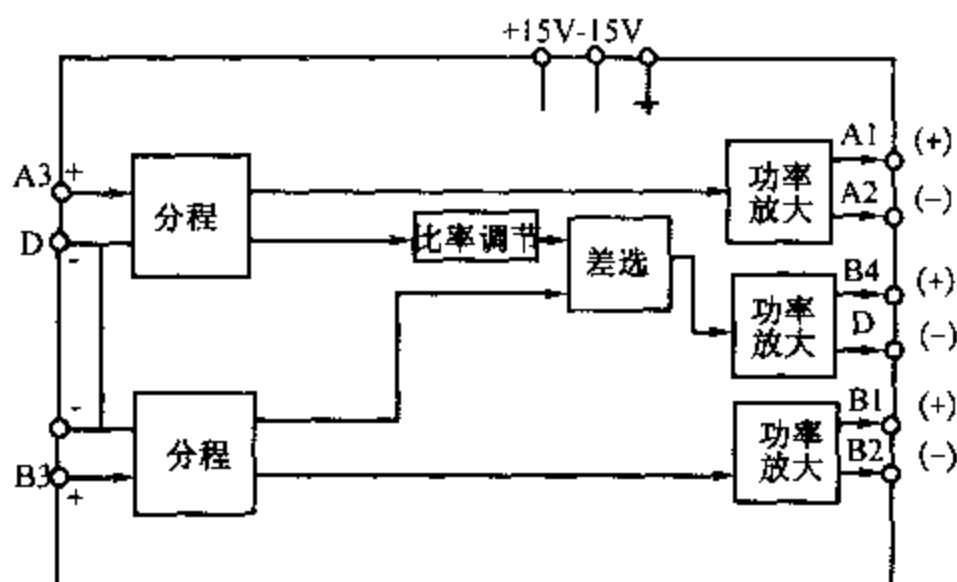 +15V-15V
A3 +
分程
D
-
比率调节
差选
功率
放大
A1 (+)
A2 (-)
功率
放大
B4 (+)
D (-)
-
分程
B3
+
功率
放大
B1 (+)
B2 (-)